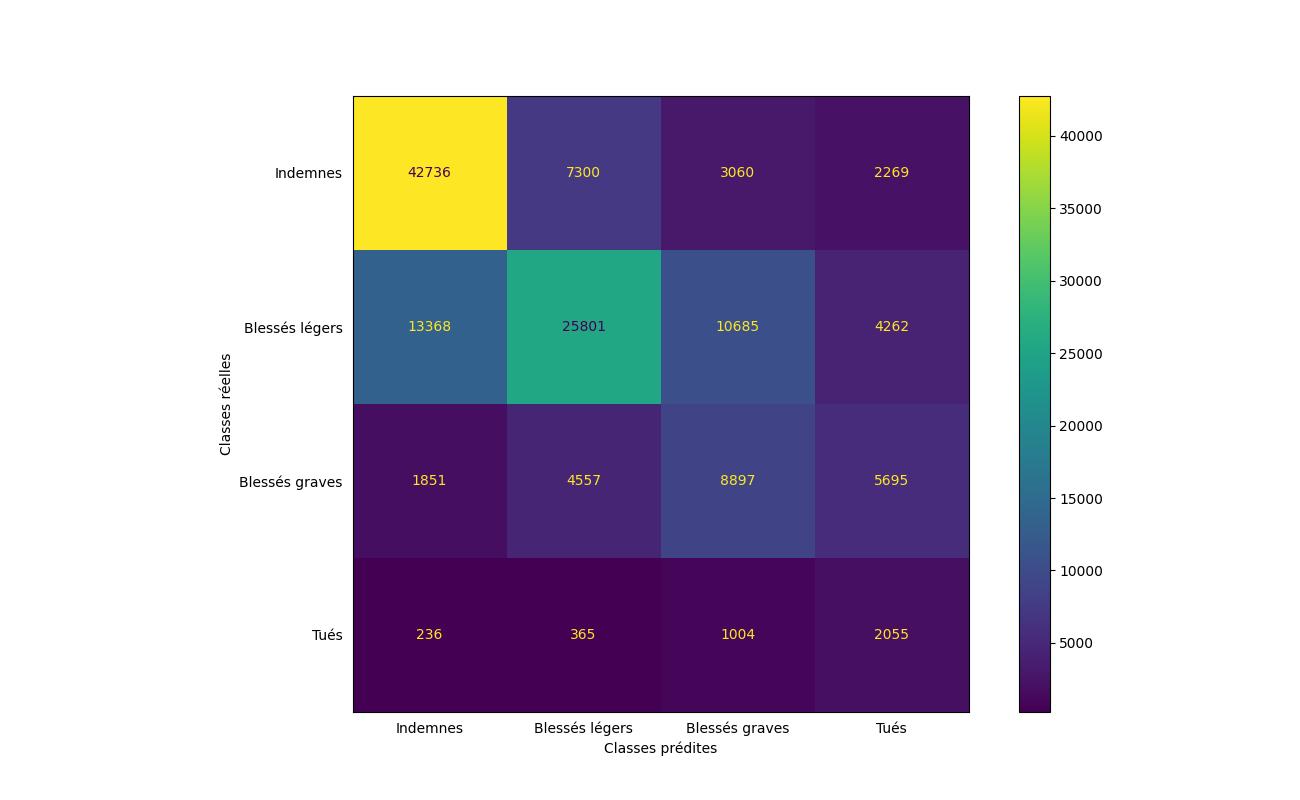 Indemnes 42736 7300 3060 2269
Blessés légers 13368 25801 10685 4262
Blessés graves 1851 4557 8897 5695
Tués 236 365 1004 2055
Indemnes Blessés légers Blessés graves Tués
Classes prédites
Classes réelles
40000
35000
30000
25000
20000
15000
10000
5000